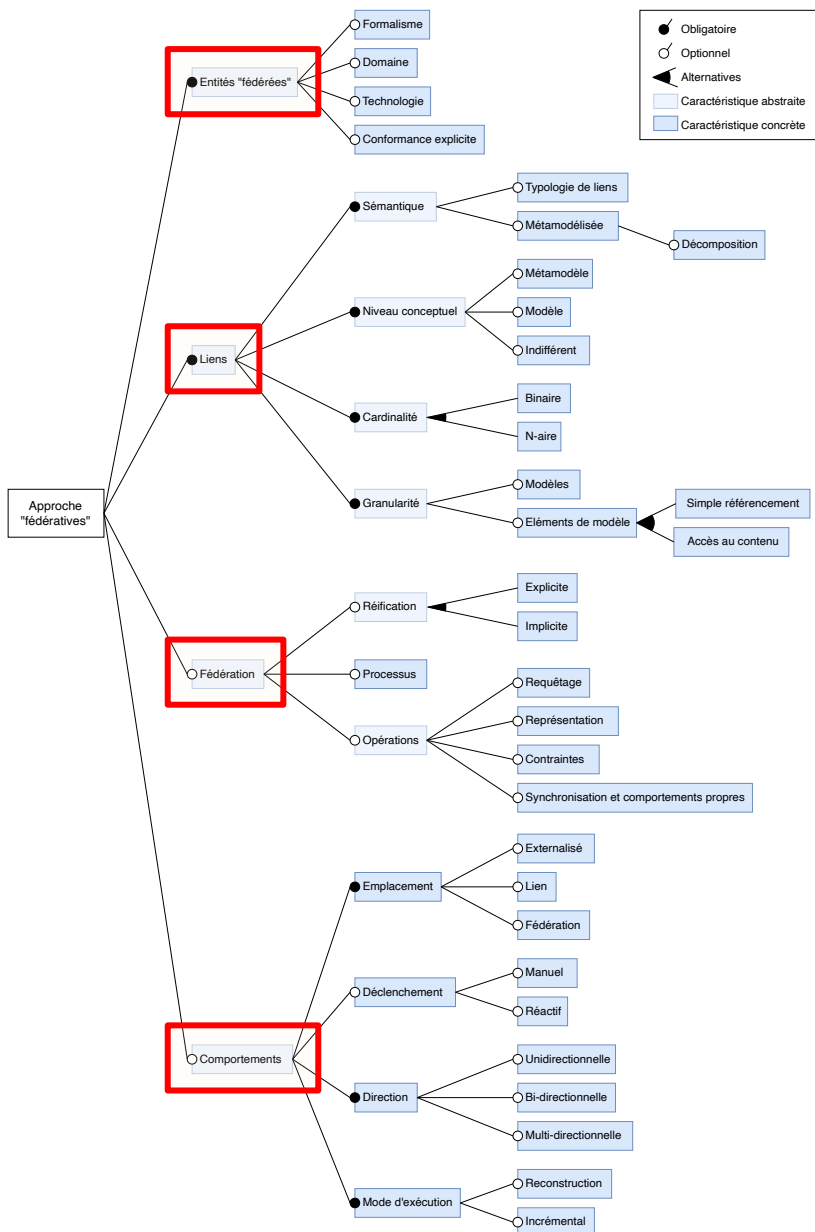 Obligatoire
Optionnel
Alternatives
Caractéristique abstraite
Caractéristique concrète
Approche
"fédératives"
Entités "fédérées"
Formalisme
Domaine
Technologie
Conformance explicite
Liens
Sémantique
Typologie de liens
Métamodélisée
Décomposition
Niveau conceptuel
Métamodèle
Modèle
Indifférent
Cardinalité
Binaire
N-aire
Granularité
Modèles
Eléments de modèle
Simple référencement
Accès au contenu
Fédération
Réification
Explicite
Implicite
Processus
Opérations
Requêtage
Représentation
Contraintes
Synchronisation et comportements propres
Comportements
Emplacement
Externalisé
Lien
Fédération
Déclenchement
Manuel
Réactif
Direction
Unidirectionnelle
Bi-directionnelle
Multi-directionnelle
Mode d'exécution
Reconstruction
Incrémental